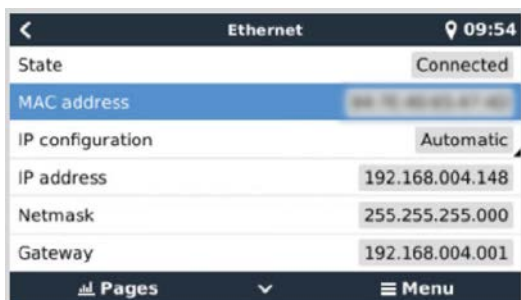 Ethernet 09:54
State Connected
MAC address
IP configuration Automatic
IP address 192.168.004.148
Netmask 255.255.255.000
Gateway 192.168.004.001
Pages Menu